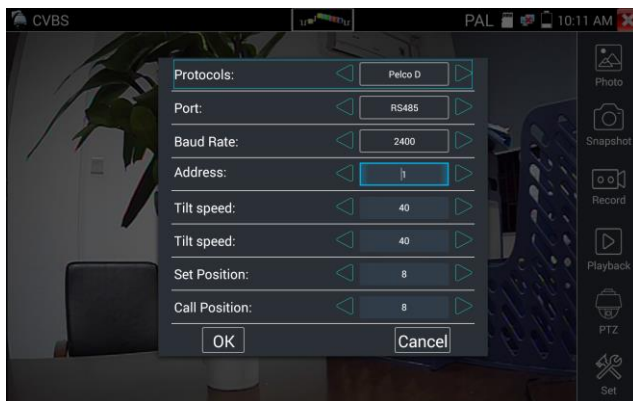 CVBS PAL 10:11 AM
Protocols: Pelco D
Port: RS485
Baud Rate: 2400
Address: 1
Tilt speed: 40
Tilt speed: 40
Set Position: 8
Call Position: 8
OK Cancel
Photo
Snapshot
Record
Playback
PTZ
Set